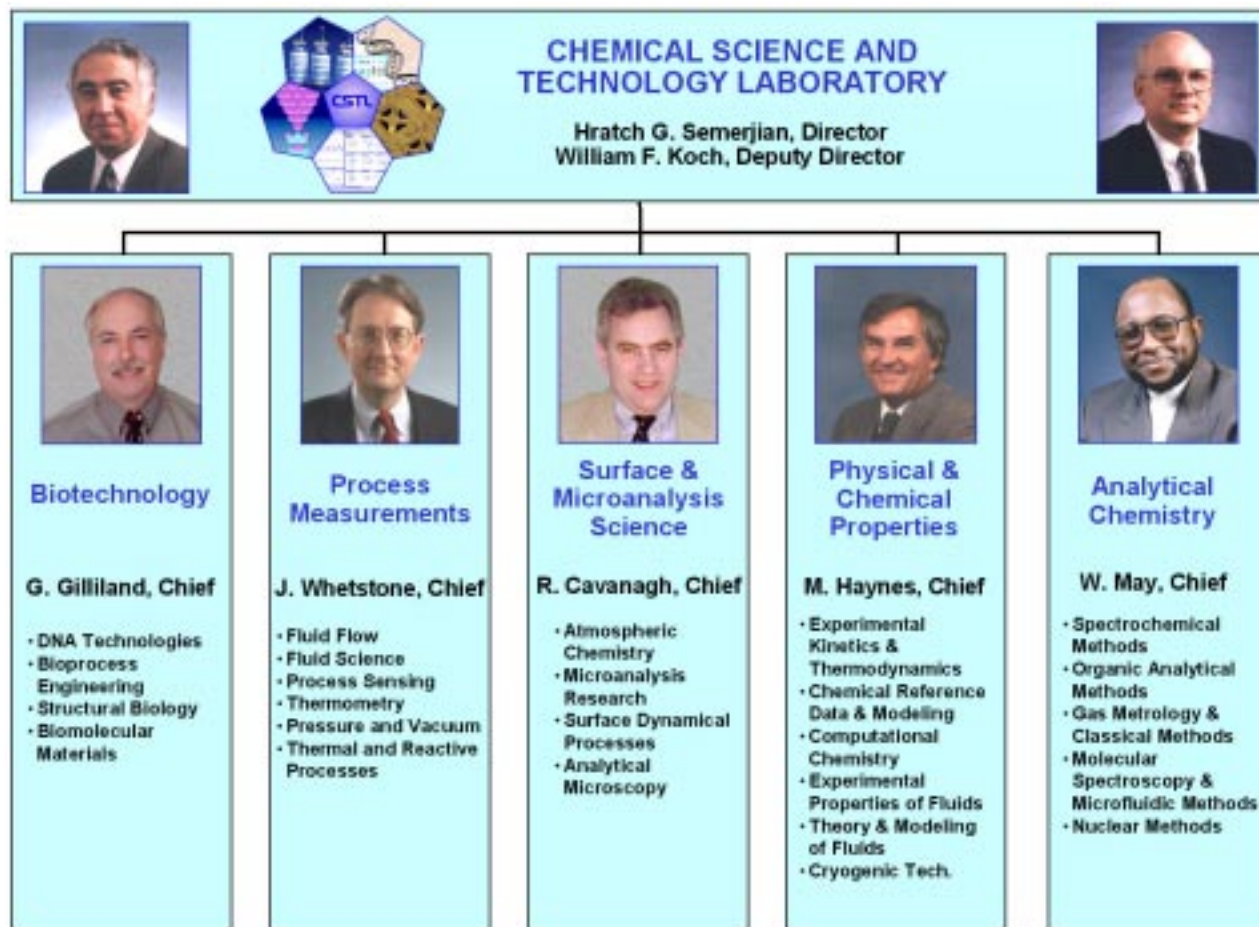 CHEMICAL SCIENCE AND
TECHNOLOGY LABORATORY
Hratch G. Semerjian, Director
William F. Koch, Deputy Director
CSTL
Biotechnology
G. Gilliland, Chief
· DNA Technologies
· Bioprocess
Engineering
· Structural Biology
· Biomolecular
Materials
Process
Measurements
J. Whetstone, Chief
· Fluid Flow
· Fluid Science
· Process Sensing
· Thermometry
· Pressure and Vacuum
· Thermal and Reactive
Processes
Surface &
Microanalysis
Science
R. Cavanagh, Chief
· Atmospheric
Chemistry
· Microanalysis
Research
· Surface Dynamical
Processes
· Analytical
Microscopy
Physical &
Chemical
Properties
M. Haynes, Chief
· Experimental
Kinetics &
Thermodynamics
· Chemical Reference
Data & Modeling
· Computational
Chemistry
· Experimental
Properties of Fluids
· Theory & Modeling
of Fluids
· Cryogenic Tech.
Analytical
Chemistry
W. May, Chief
· Spectrochemical
Methods
· Organic Analytical
Methods
· Gas Metrology &
Classical Methods
· Molecular
Spectroscopy &
Microfluidic Methods
· Nuclear Methods